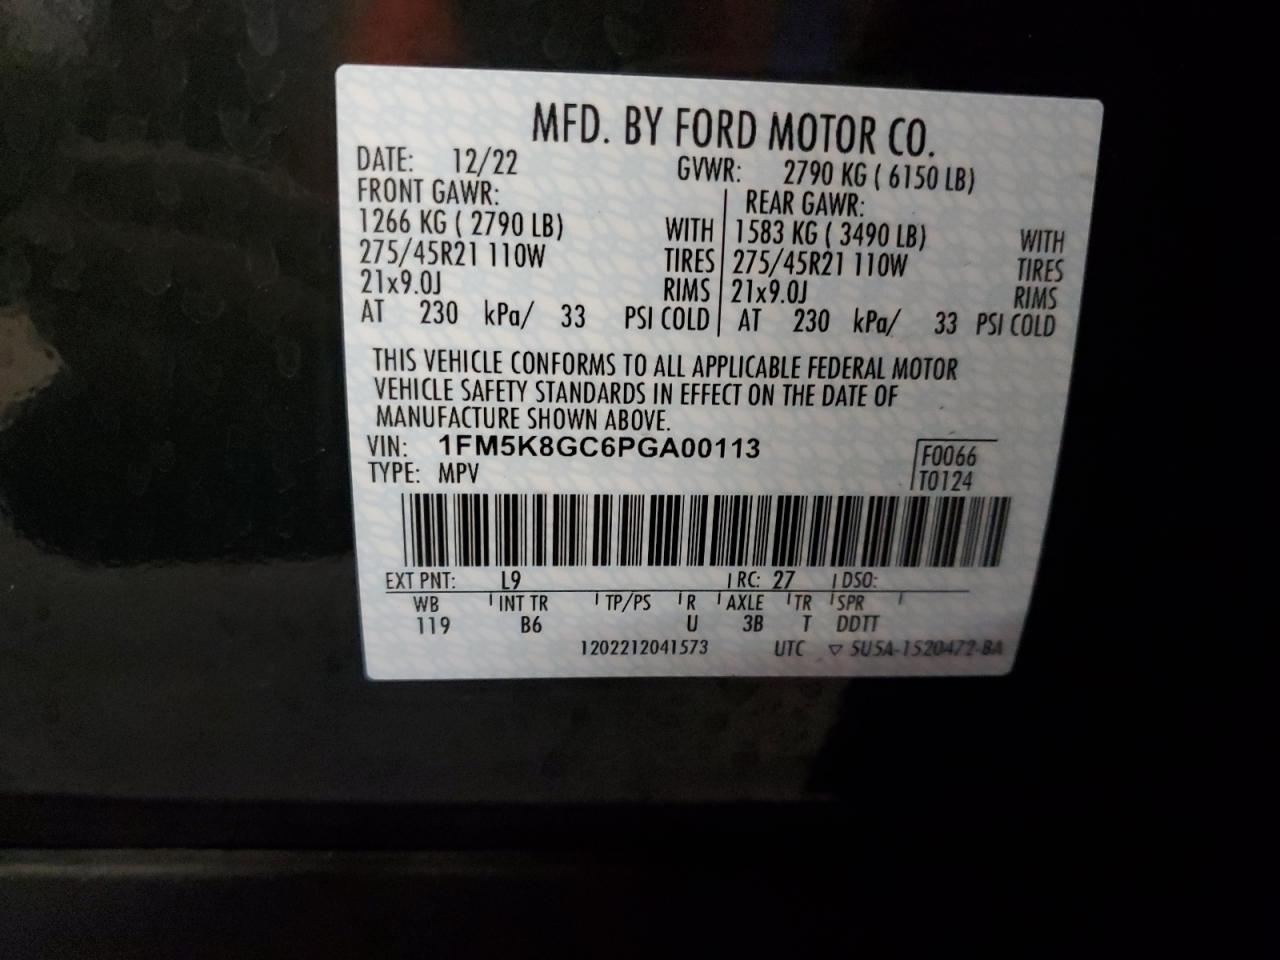 MFD. BY FORD MOTOR CO.
DATE: 12/22 GVWR: 2790 KG ( 6150 LB)
FRONT GAWR: REAR GAWR:
1266 KG ( 2790 LB) WITH 1583 KG ( 3490 LB) WITH
275/45R21 110W TIRES 275/45R21 110W TIRES
21x9.0J RIMS 21x9.0J RIMS
AT 230 kPa/ 33 PSI COLD AT 230 kPa/ 33 PSI COLD
THIS VEHICLE CONFORMS TO ALL APPLICABLE FEDERAL MOTOR
VEHICLE SAFETY STANDARDS IN EFFECT ON THE DATE OF
MANUFACTURE SHOWN ABOVE.
VIN: 1FM5K8GC6PGA00113 F0066
TYPE: MPV T0124
EXT PNT: L9 RC: 27 DSO:
WB INT TR TP/PS R AXLE TR SPR
119 B6 U 3B T DDTT
1202212041573 UTC ▽ 5U5A-1520472-BA